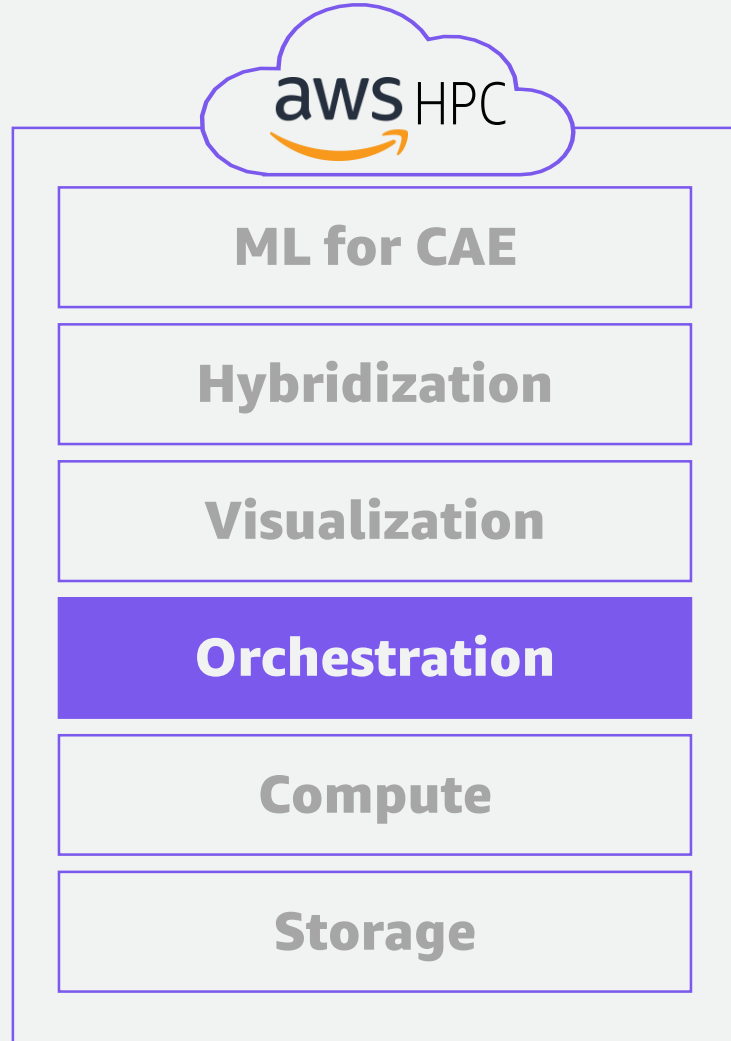 aws HPC
ML for CAE
Hybridization
Visualization
Orchestration
Compute
Storage